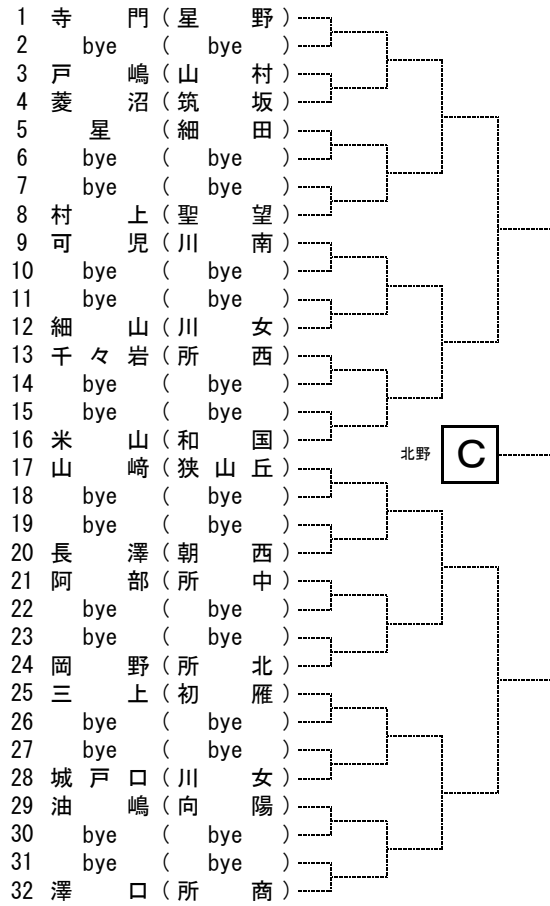 1 寺門 (星野)
2 bye (bye)
3 戸嶋 (山村)
4 菱沼 (筑坂)
5 星 (細田)
6 bye (bye)
7 bye (bye)
8 村上 (聖望)
9 可児 (川南)
10 bye (bye)
11 bye (bye)
12 細山 (川女)
13 千々岩 (所西)
14 bye (bye)
15 bye (bye)
16 米山 (和国)
北野 C
17 山﨑 (狭山丘)
18 bye (bye)
19 bye (bye)
20 長澤 (朝西)
21 阿部 (所中)
22 bye (bye)
23 bye (bye)
24 岡野 (所北)
25 三上 (初雁)
26 bye (bye)
27 bye (bye)
28 城戸口 (川女)
29 油嶋 (向陽)
30 bye (bye)
31 bye (bye)
32 澤口 (所商)